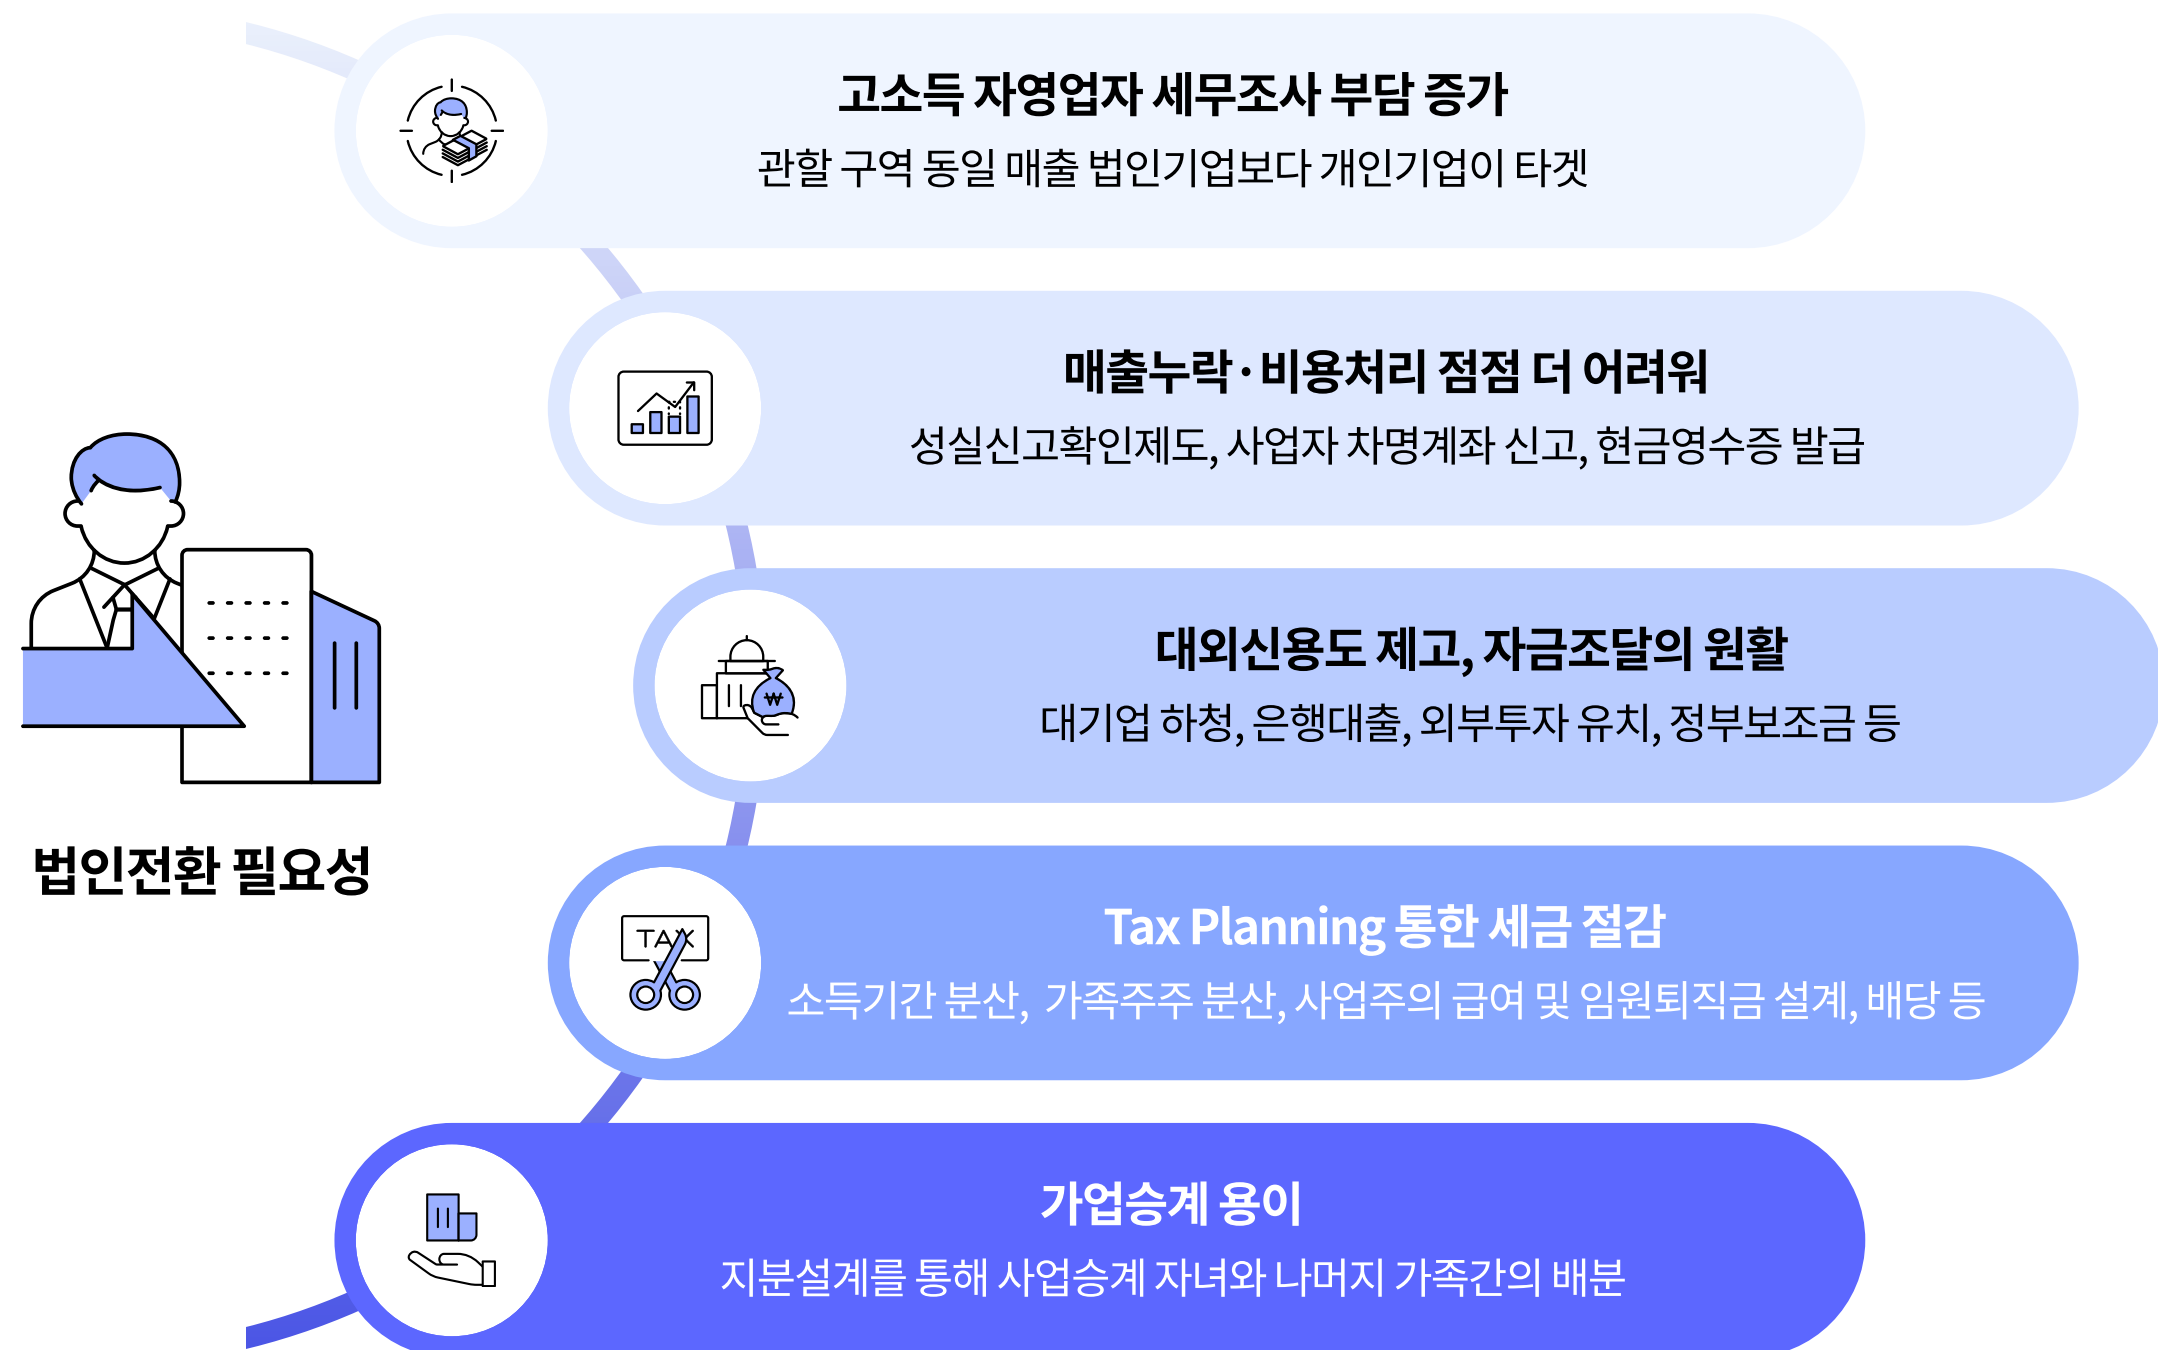 고소득 자영업자 세무조사 부담 증가
관할 구역 동일 매출 법인기업보다 개인기업이 타겟
매출누락·비용처리 점점 더 어려워
성실신고확인제도, 사업자 차명계좌 신고, 현금영수증 발급
대외신용도 제고, 자금조달의 원활
대기업 하청, 은행대출, 외부투자 유치, 정부보조금 등
₩
법인전환 필요성
Tax Planning 통한 세금 절감
소득기간 분산, 가족주주 분산, 사업주의 급여 및 임원퇴직금 설계, 배당 등
TAX
가업승계 용이
지분설계를 통해 사업승계 자녀와 나머지 가족간의 배분